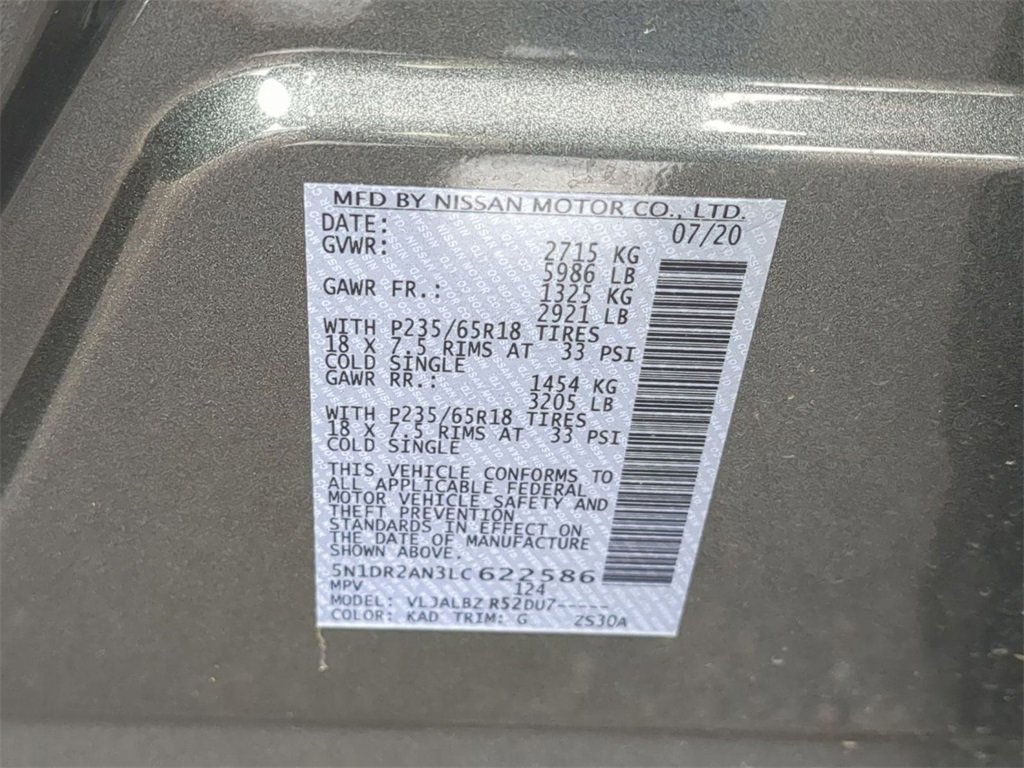 MFD BY NISSAN MOTOR CO., LTD.
DATE: 07/20
GVWR: 2715 KG
5986 LB
GAWR FR.: 1325 KG
2921 LB
WITH P235/65R18 TIRES
18 X 7.5 RIMS AT 33 PSI
COLD SINGLE
GAWR RR.: 1454 KG
3205 LB
WITH P235/65R18 TIRES
18 X 7.5 RIMS AT 33 PSI
COLD SINGLE
THIS VEHICLE CONFORMS TO
ALL APPLICABLE FEDERAL
MOTOR VEHICLE SAFETY AND
THEFT PREVENTION
STANDARDS IN EFFECT ON
THE DATE OF MANUFACTURE
SHOWN ABOVE.
5N1DR2AN3LC622586
MPV 124
MODEL: VLJALBZ R52DU7-----
COLOR: KAD TRIM: G ZS30A